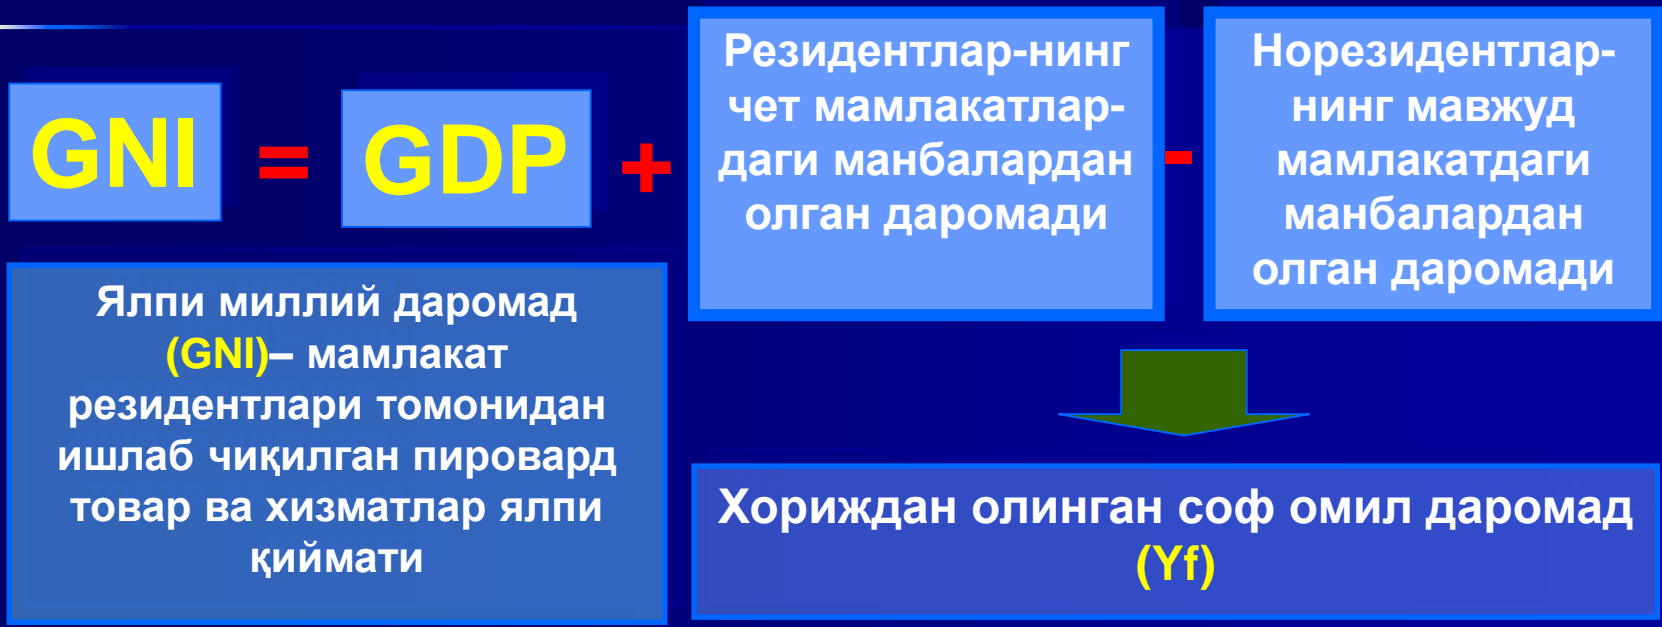 GNI = GDP +
Резидентлар-нинг
чет мамлакатлар-
даги манбалардан
олган даромади
-
Норезидентлар-
нинг мавжуд
мамлакатдаги
манбалардан
олган даромади
Ялпи миллий даромад
(GNI)– мамлакат
резидентлари томонидан
ишлаб чиқилган пировард
товар ва хизматлар ялпи
қиймати
Хориждан олинган соф омил даромад
(Yf)